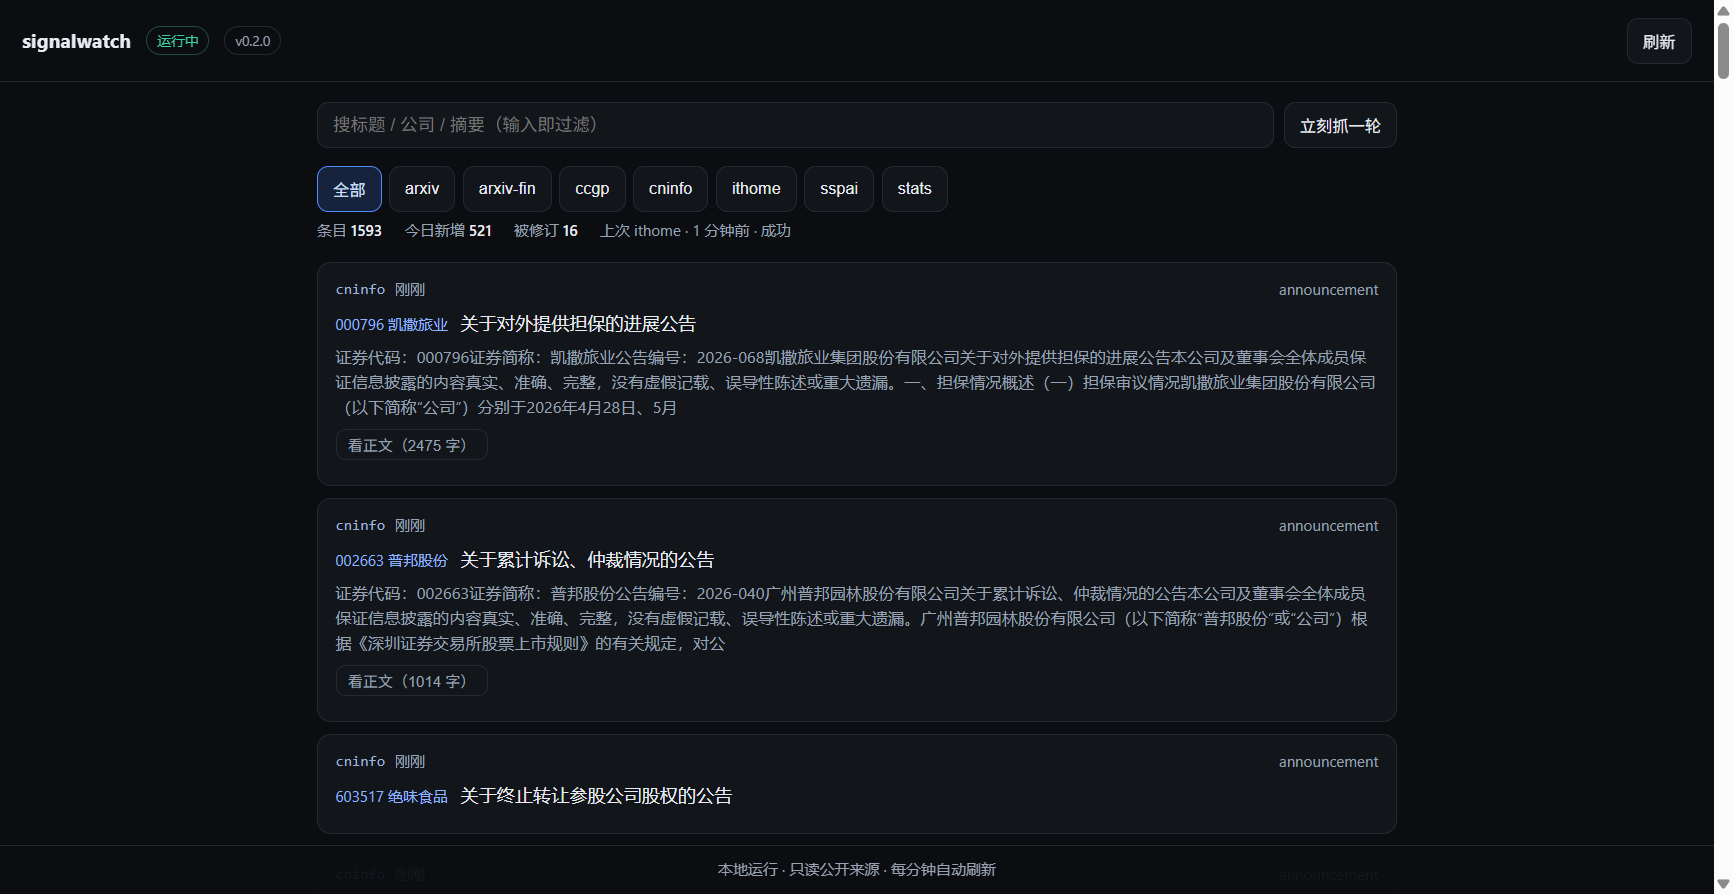 signalwatch 运行中 v0.2.0 刷新
搜标题 / 公司 / 摘要（输入即过滤） 立刻抓一轮
全部 arxiv arxiv-fin ccgp cninfo ithome sspai stats
条目 1593 今日新增 521 被修订 16 上次 ithome · 1 分钟前 · 成功
cninfo 刚刚 announcement
000796 凯撒旅业 关于对外提供担保的进展公告
证券代码：000796证券简称：凯撒旅业公告编号：2026-068凯撒旅业集团股份有限公司关于对外提供担保的进展公告本公司及董事会全体成员保
证信息披露的内容真实、准确、完整，没有虚假记载、误导性陈述或重大遗漏。一、担保情况概述（一）担保审议情况凯撒旅业集团股份有限公司
（以下简称“公司”）分别于2026年4月28日、5月
看正文（2475 字）
cninfo 刚刚 announcement
002663 普邦股份 关于累计诉讼、仲裁情况的公告
证券代码：002663证券简称：普邦股份公告编号：2026-040广州普邦园林股份有限公司关于累计诉讼、仲裁情况的公告本公司及董事会全体成员
保证信息披露的内容真实、准确、完整，没有虚假记载、误导性陈述或重大遗漏。广州普邦园林股份有限公司（以下简称“普邦股份”或“公司”）根
据《深圳证券交易所股票上市规则》的有关规定，对公
看正文（1014 字）
cninfo 刚刚 announcement
603517 绝味食品 关于终止转让参股公司股权的公告
本地运行 · 只读公开来源 · 每分钟自动刷新
cninfo 刚刚 announcement